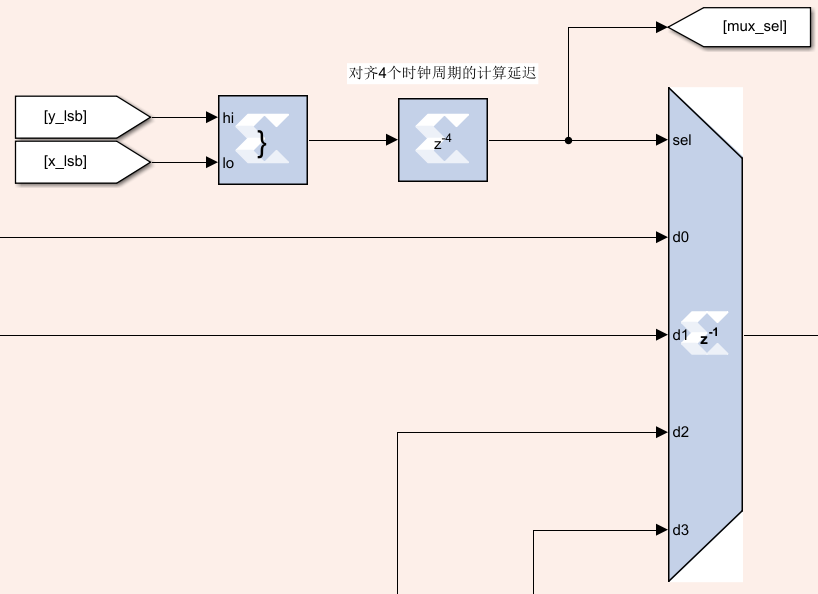 [mux_sel]
对齐4个时钟周期的计算延迟
[y_lsb]
hi
}
z-4
sel
[x_lsb]
lo
d0
d1
z-1
d2
d3